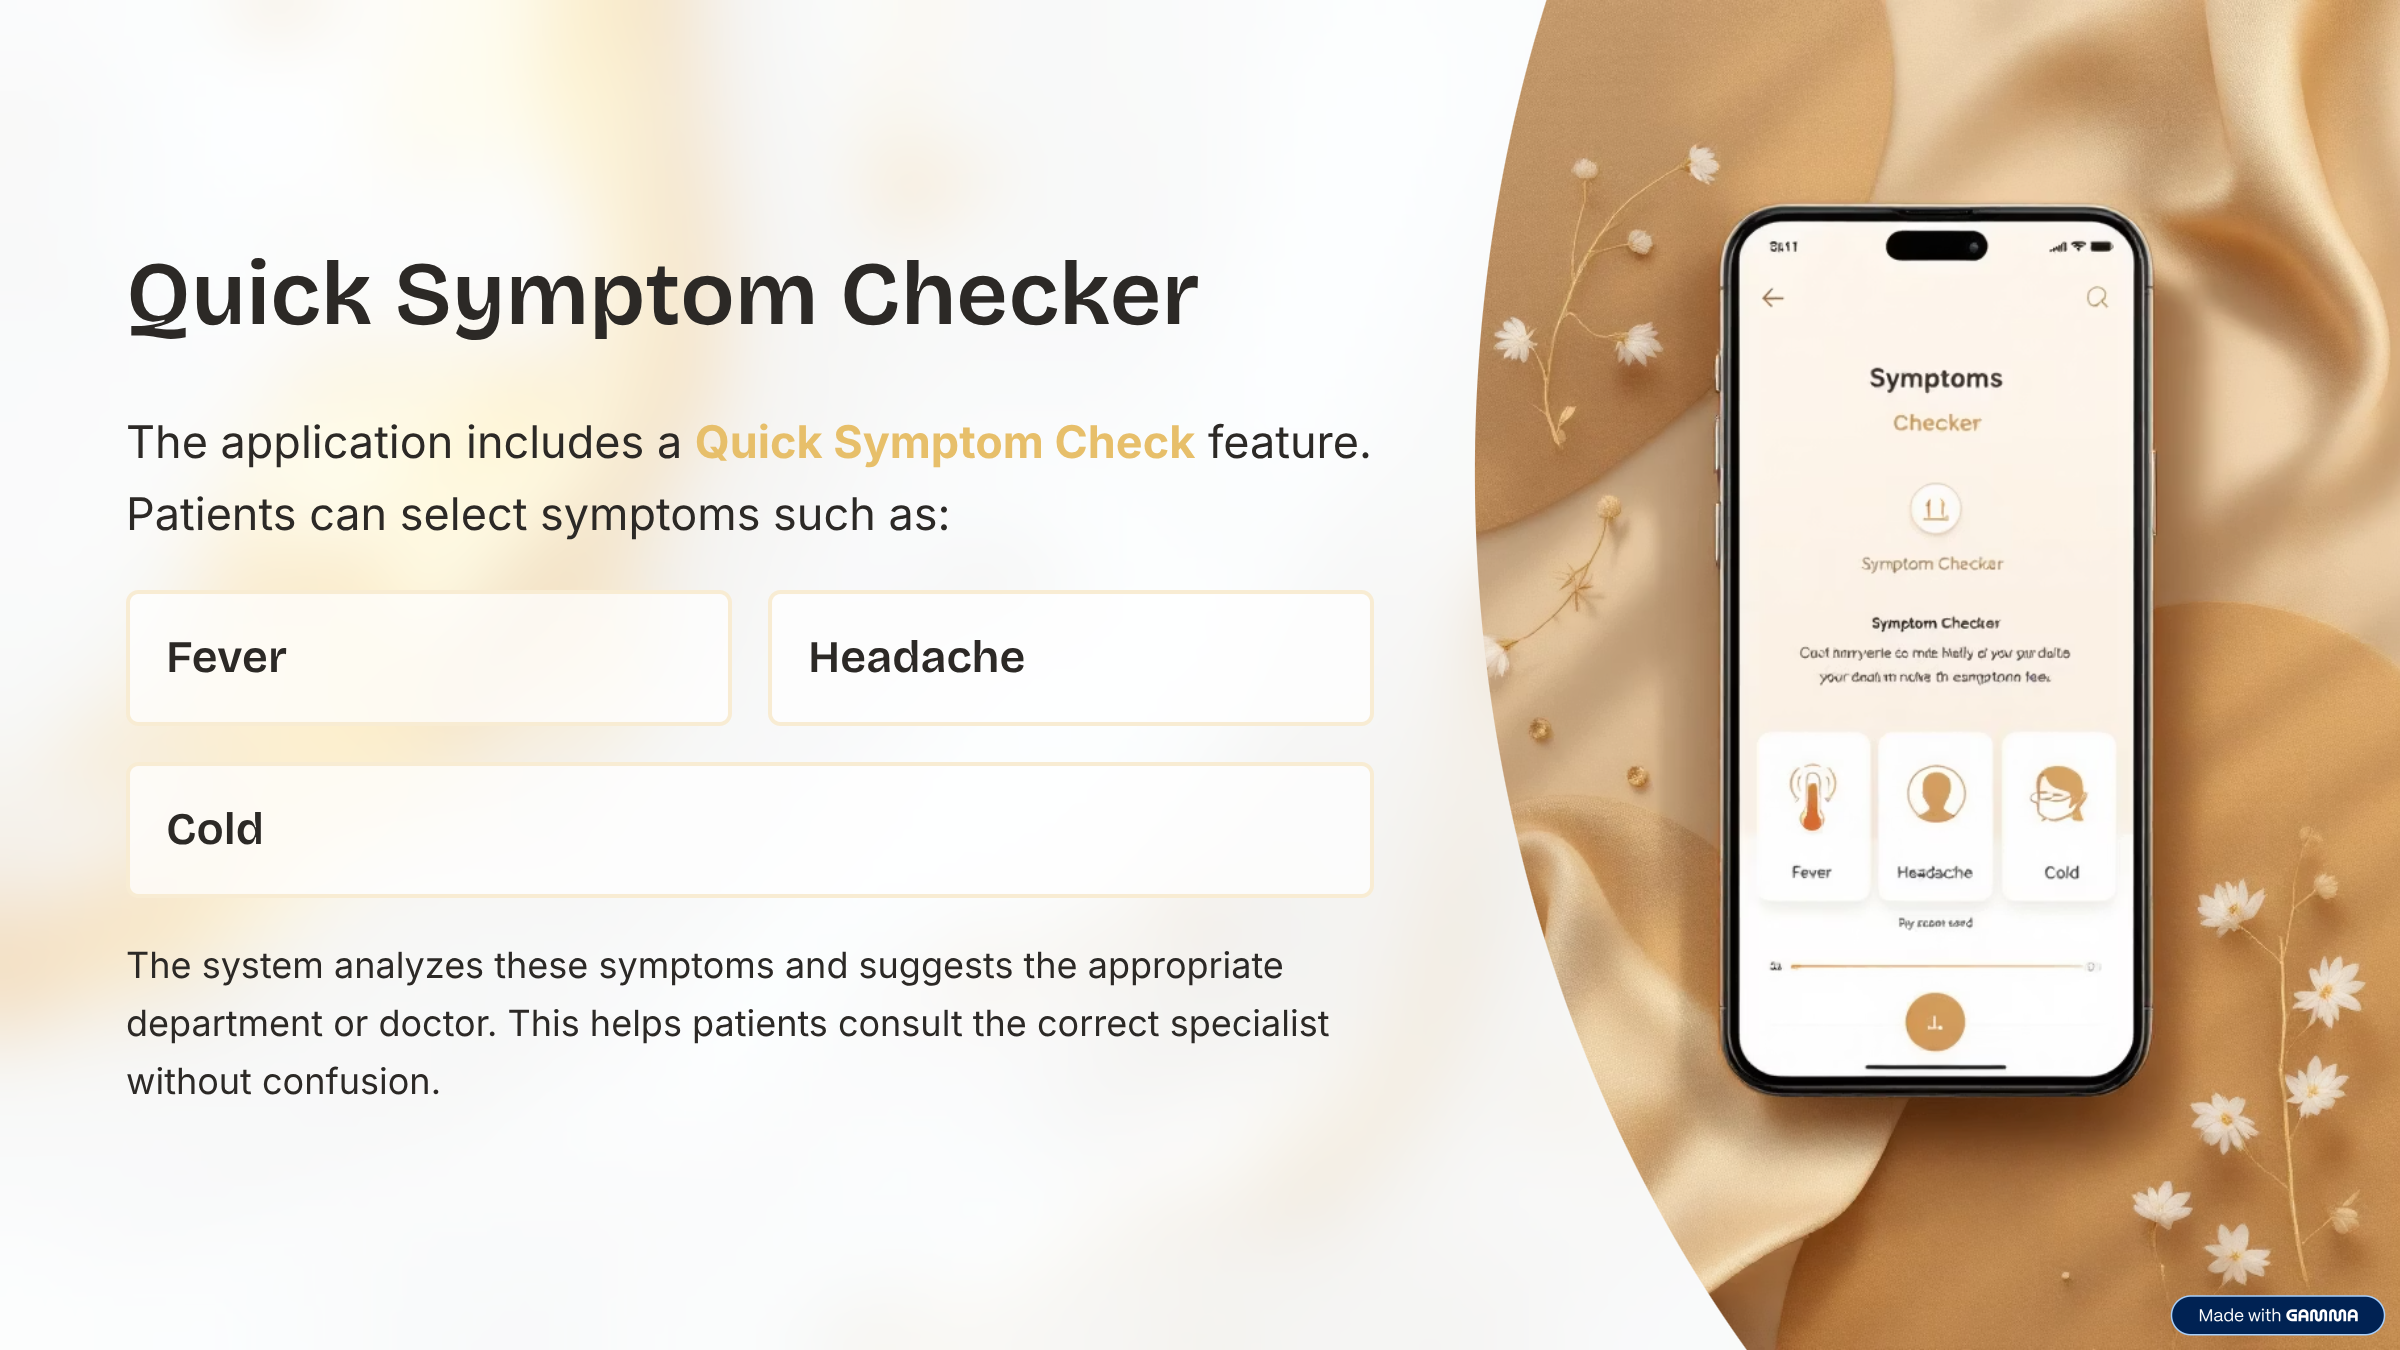 Quick Symptom Checker
The application includes a Quick Symptom Check feature.
Patients can select symptoms such as:
Fever
Headache
Cold
The system analyzes these symptoms and suggests the appropriate
department or doctor. This helps patients consult the correct specialist
without confusion.
Symptoms
Checker
Symptom Checker
Symptom Checker
Fever
Headache
Cold
Made with GAMMA